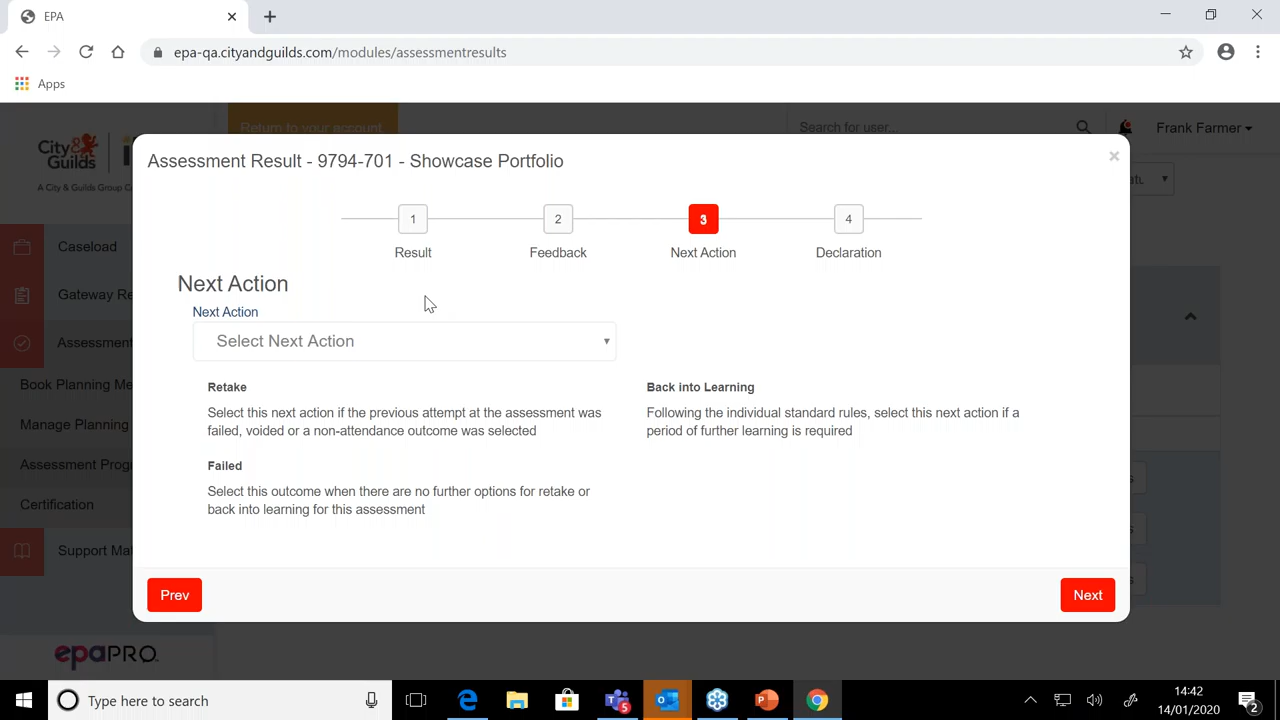 EPA
epa-qa.cityandguilds.com/modules/assessmentresults
Apps
Return to your account
Search for user...
Frank Farmer
City &
Guilds
A City & Guilds Group
Caseload
Gateway Re
Assessment
Book Planning Me
Manage Planning
Assessment Prog
Certification
Support Mat
epaPRO.
Assessment Result - 9794-701 - Showcase Portfolio
×
1
2
3
4
Result
Feedback
Next Action
Declaration
Next Action
Next Action
Select Next Action
Retake
Select this next action if the previous attempt at the assessment was
failed, voided or a non-attendance outcome was selected
Back into Learning
Following the individual standard rules, select this next action if a
period of further learning is required
Failed
Select this outcome when there are no further options for retake or
back into learning for this assessment
Prev
Next
Type here to search
5
14:42
14/01/2020
2